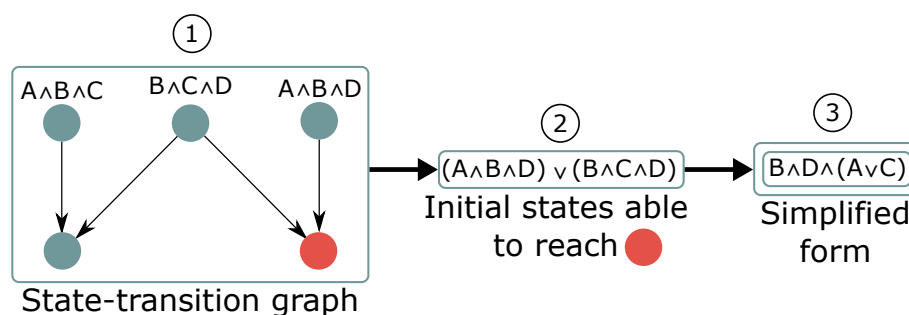 1
A∧B∧C B∧C∧D A∧B∧D
State-transition graph
2
(A∧B∧D) ∨ (B∧C∧D)
Initial states able
to reach
3
B∧D∧(A∨C)
Simplified
form